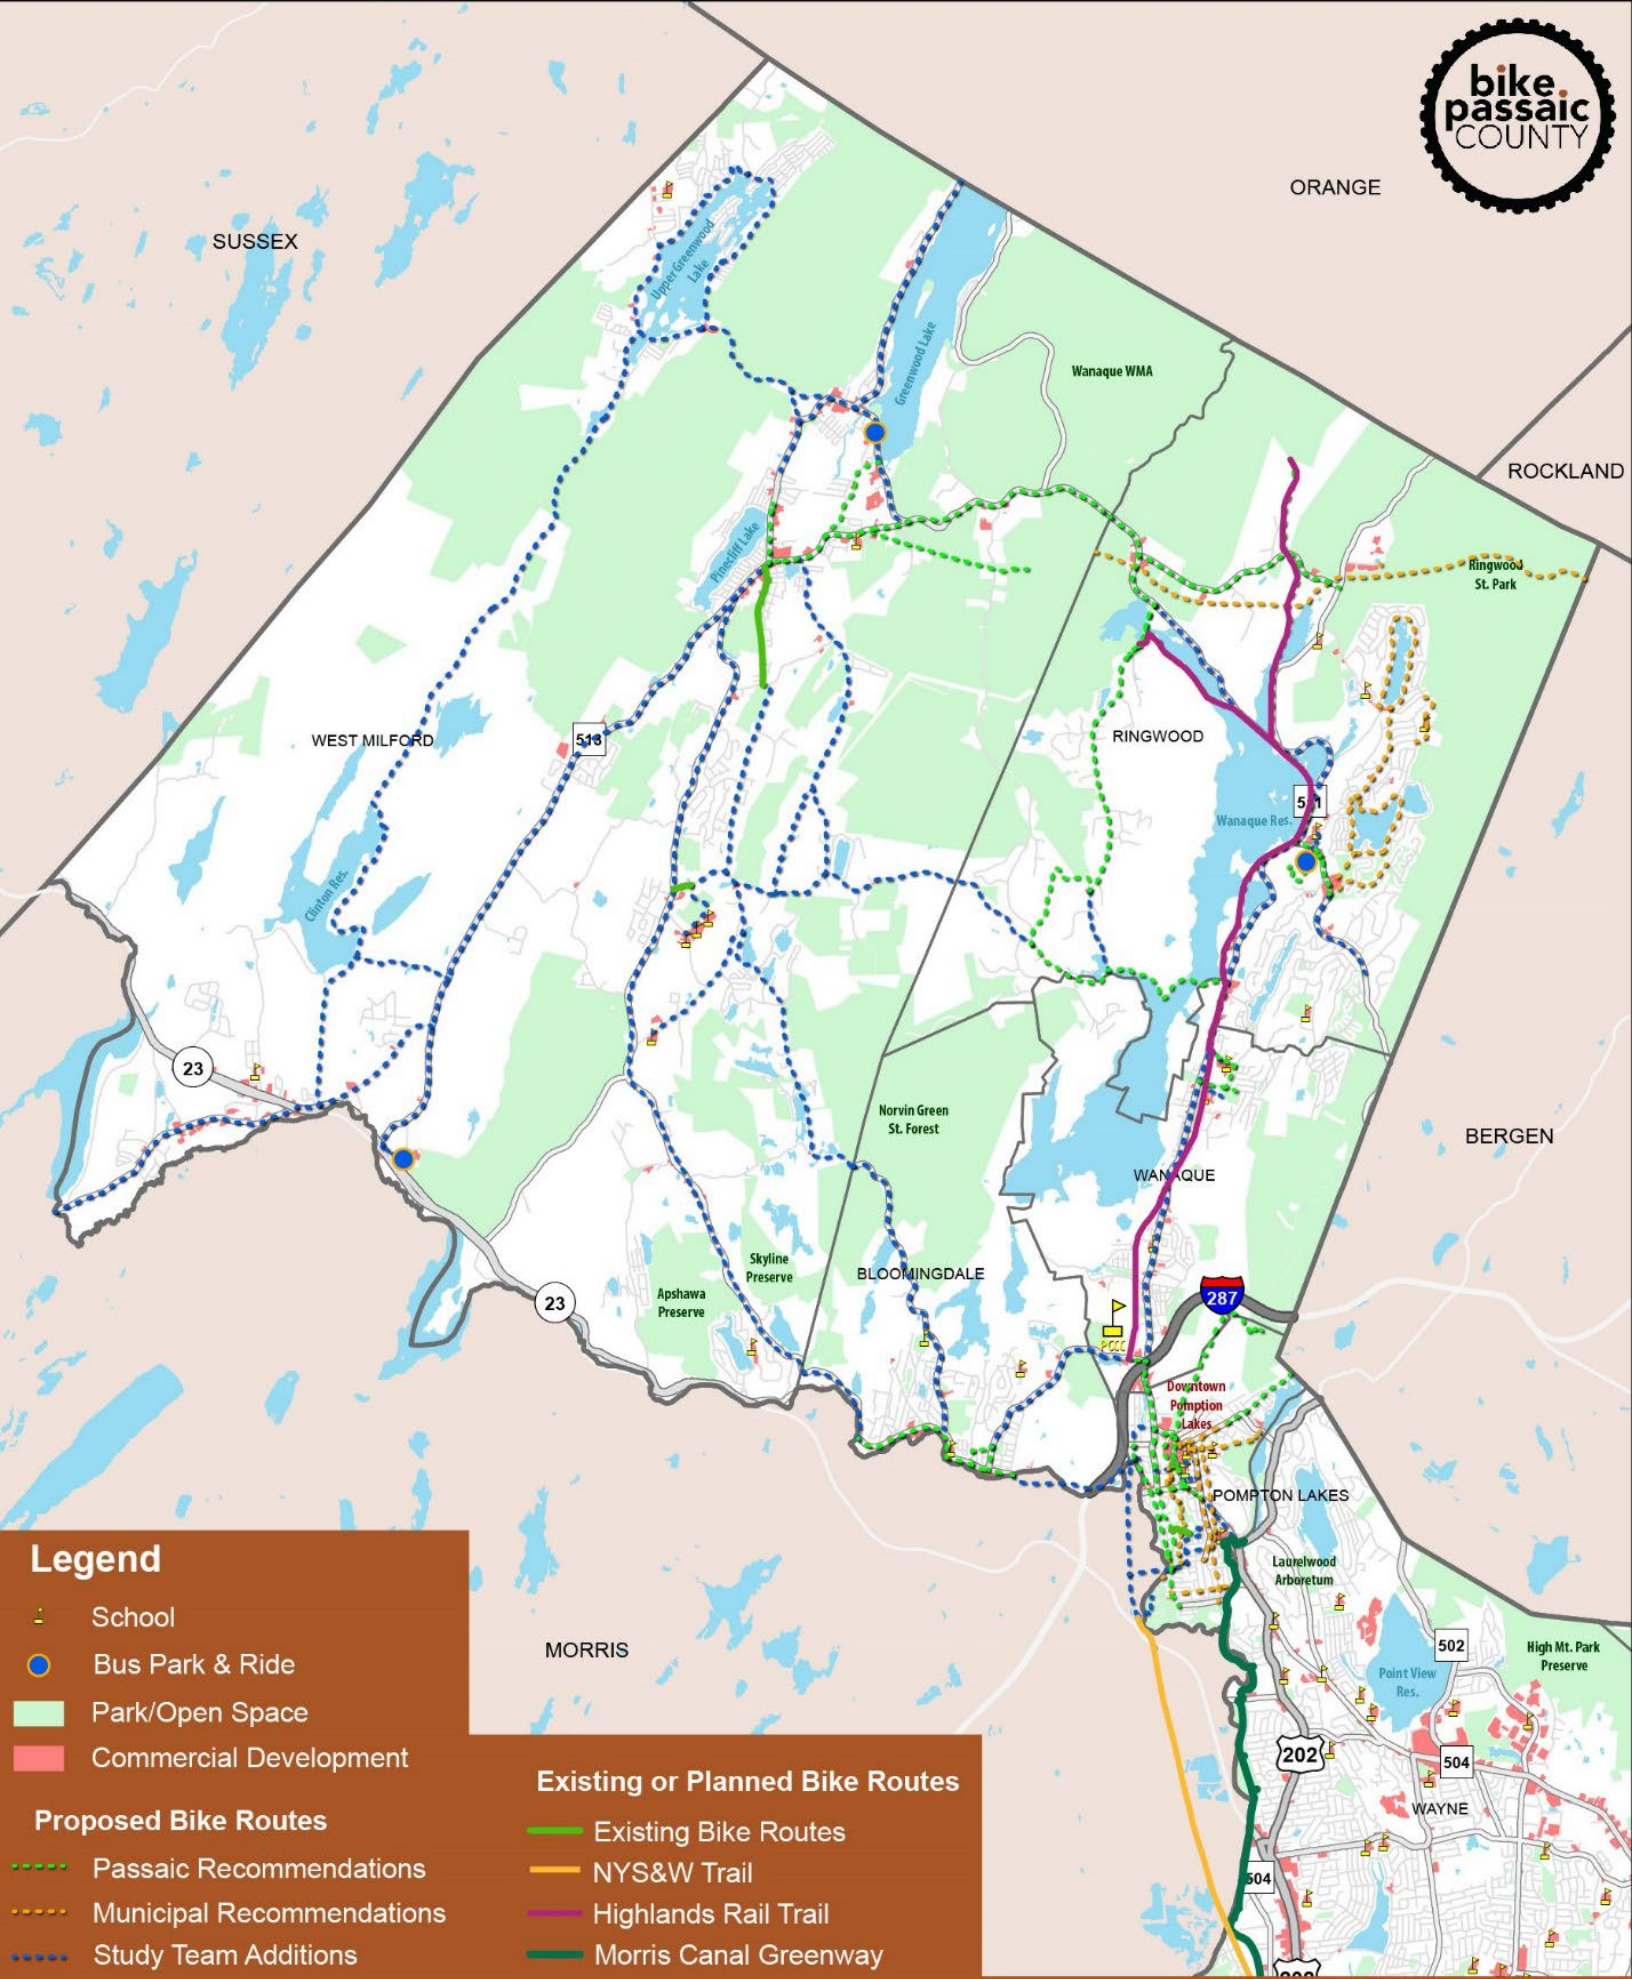 bike
passaic
COUNTY
ORANGE
SUSSEX
Upper Greenwood
Lake
Greenwood Lake
Wanaque WMA
ROCKLAND
Pinecliff Lake
Ringwood
St. Park
WEST MILFORD
513
RINGWOOD
Wanaque Res.
Clinton Res.
23
Norvin Green
St. Forest
BERGEN
WANAQUE
Skyline
Preserve
BLOOMINGDALE
Apshawa
Preserve
23
287
PCCC
Downtown
Pomption
Lakes
POMPTON LAKES
Laurelwood
Arboretum
MORRIS
502
High Mt. Park
Preserve
Point View
Res.
202
504
WAYNE
504
Legend
School
Bus Park & Ride
Park/Open Space
Commercial Development
Proposed Bike Routes
Passaic Recommendations
Municipal Recommendations
Study Team Additions
Existing or Planned Bike Routes
Existing Bike Routes
NYS&W Trail
Highlands Rail Trail
Morris Canal Greenway